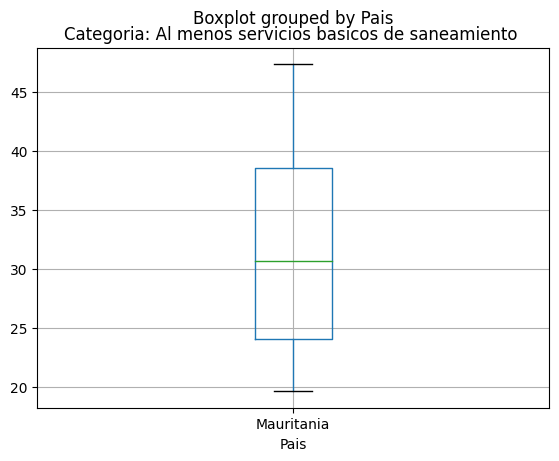 Boxplot grouped by Pais
Categoria: Al menos servicios basicos de saneamiento
45
40
35
30
25
20
Mauritania
Pais